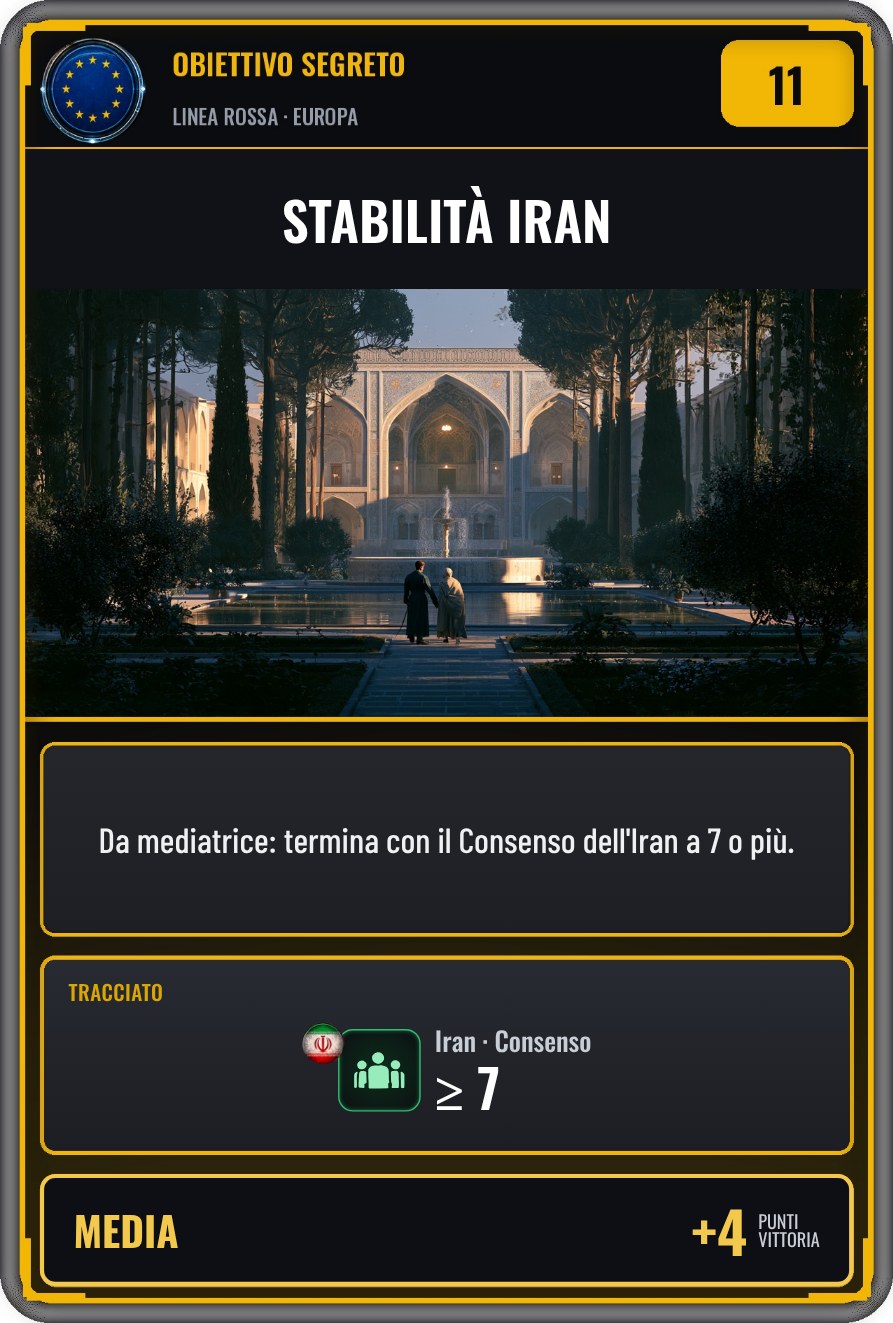 OBIETTIVO SEGRETO
LINEA ROSSA · EUROPA
11
STABILITÀ IRAN
Da mediatrice: termina con il Consenso dell'Iran a 7 o più.
TRACCIATO
Iran · Consenso
≥ 7
MEDIA
+4 PUNTI
VITTORIA